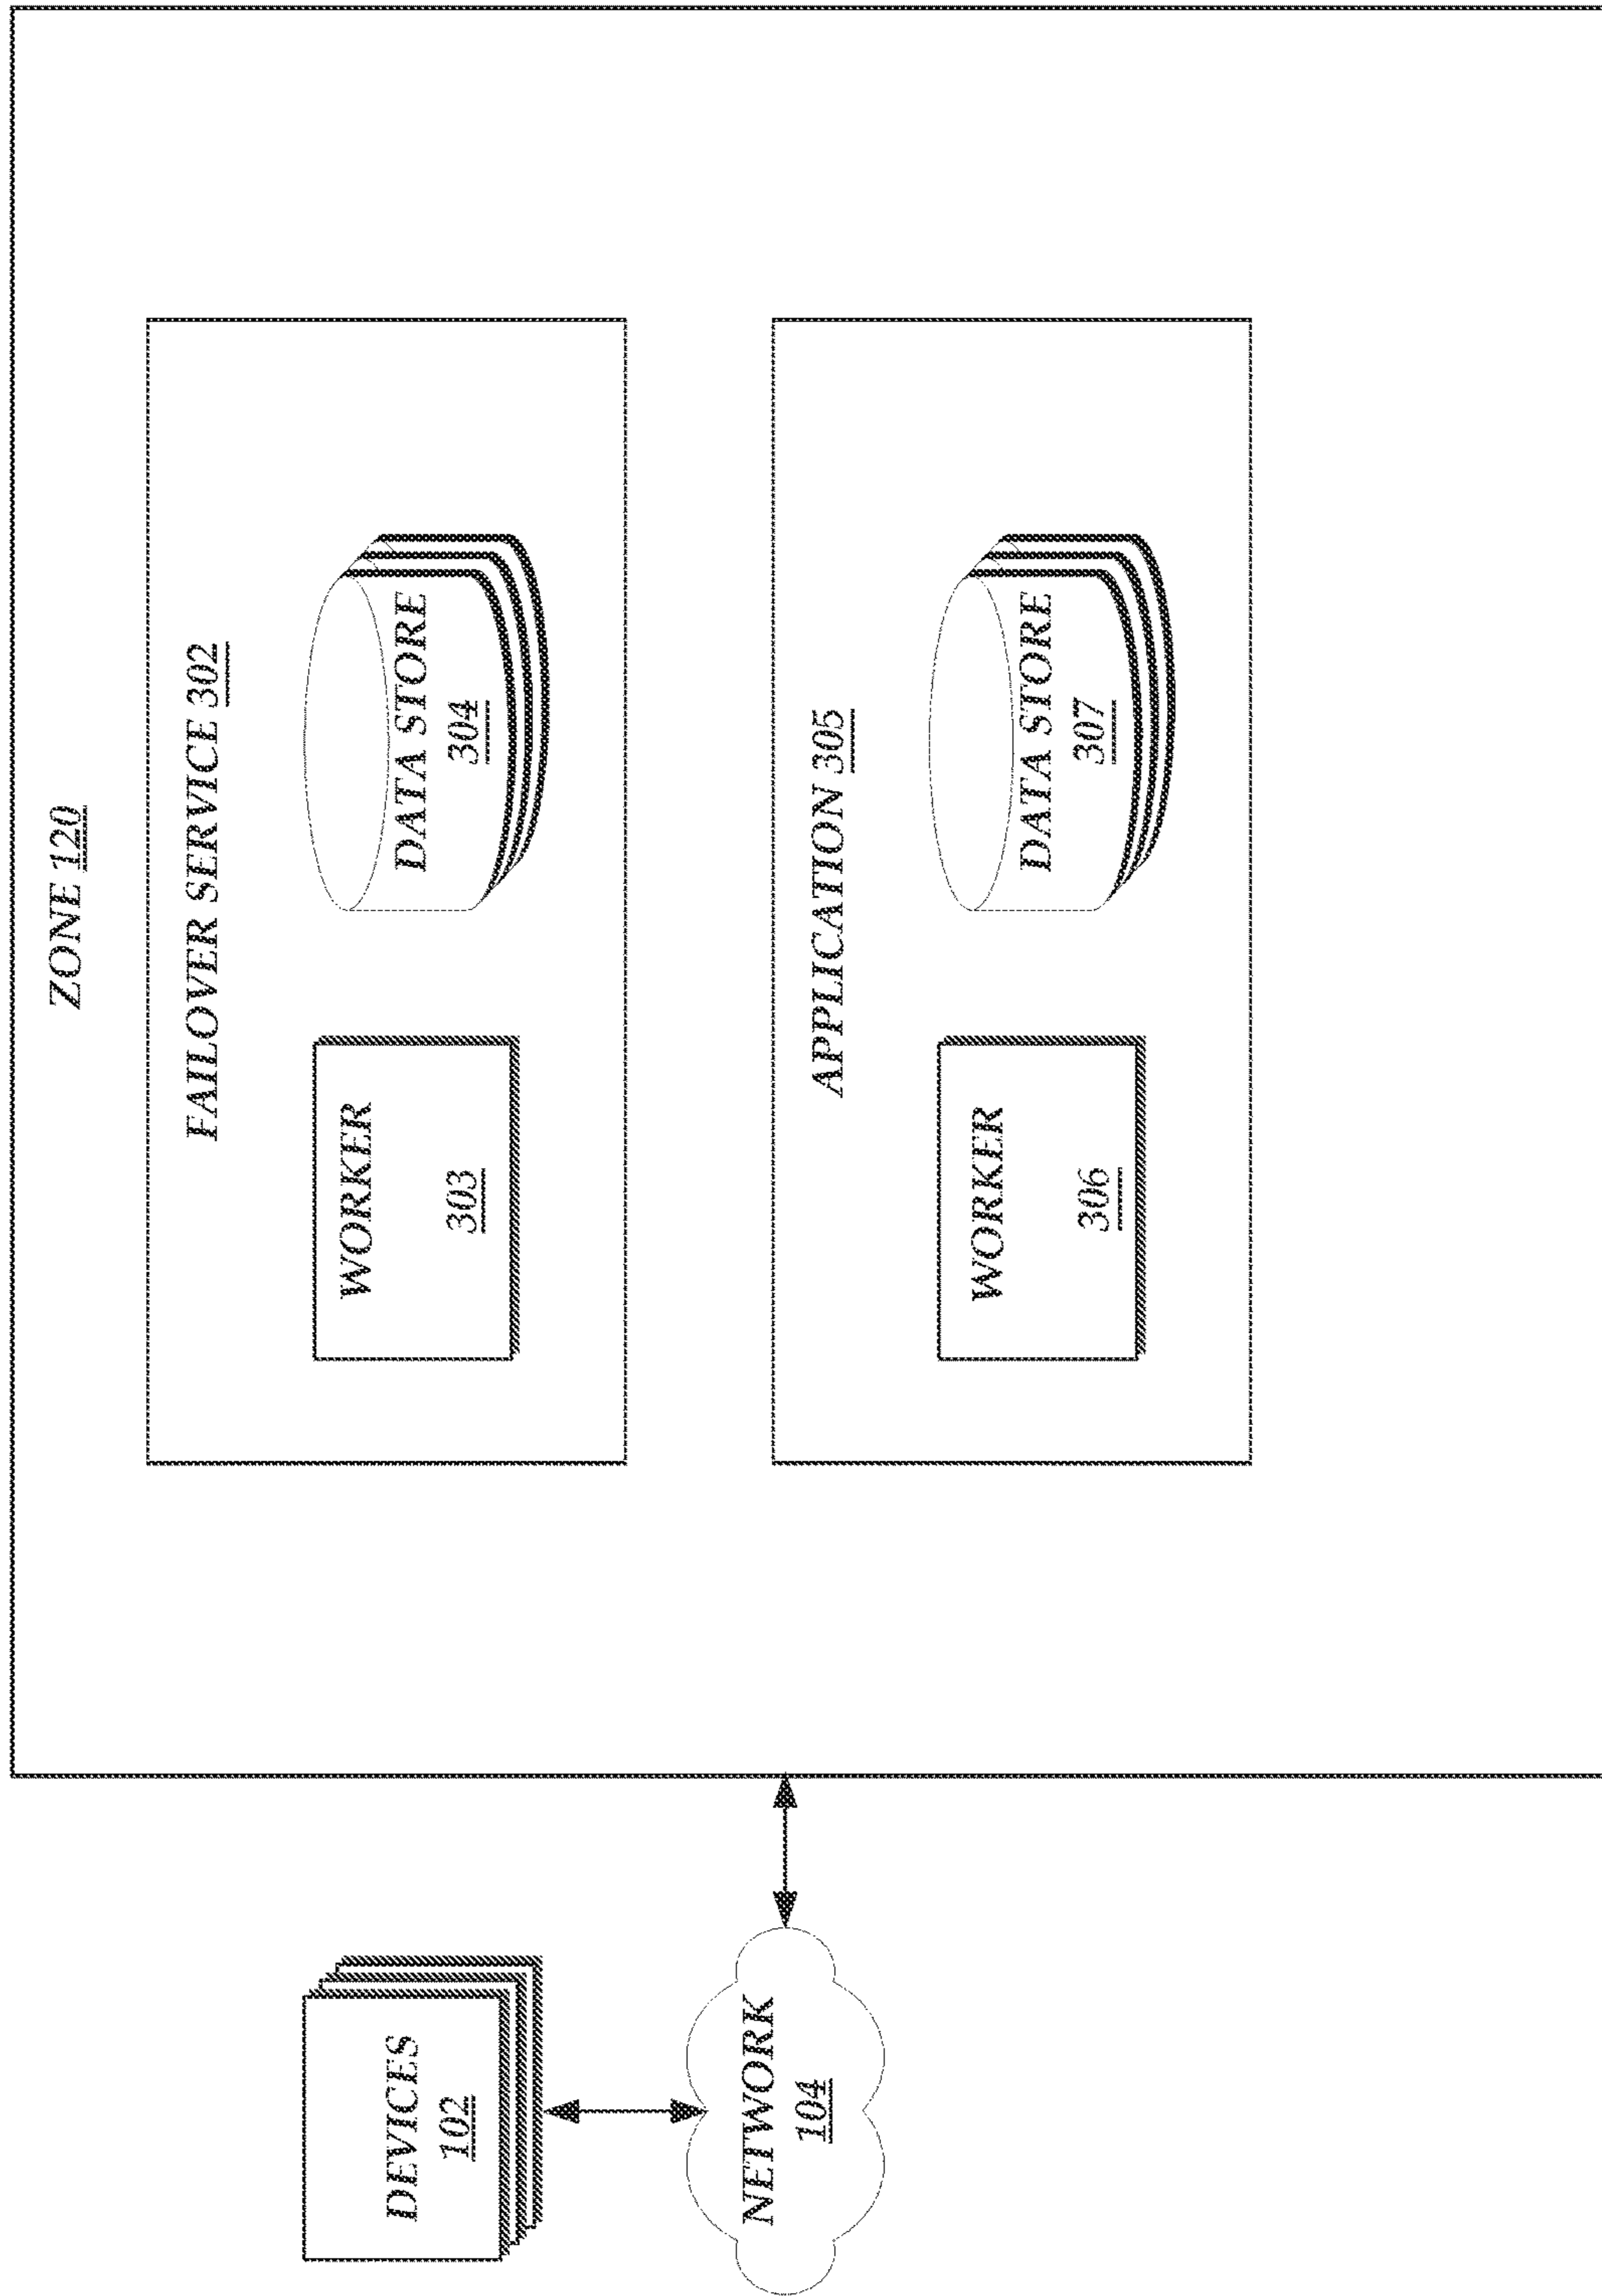 ZONE 120
FAILOVER SERVICE 302
WORKER
303
DATA STORE
304
APPLICATION 305
WORKER
306
DATA STORE
307
DEVICES
102
NETWORK
104